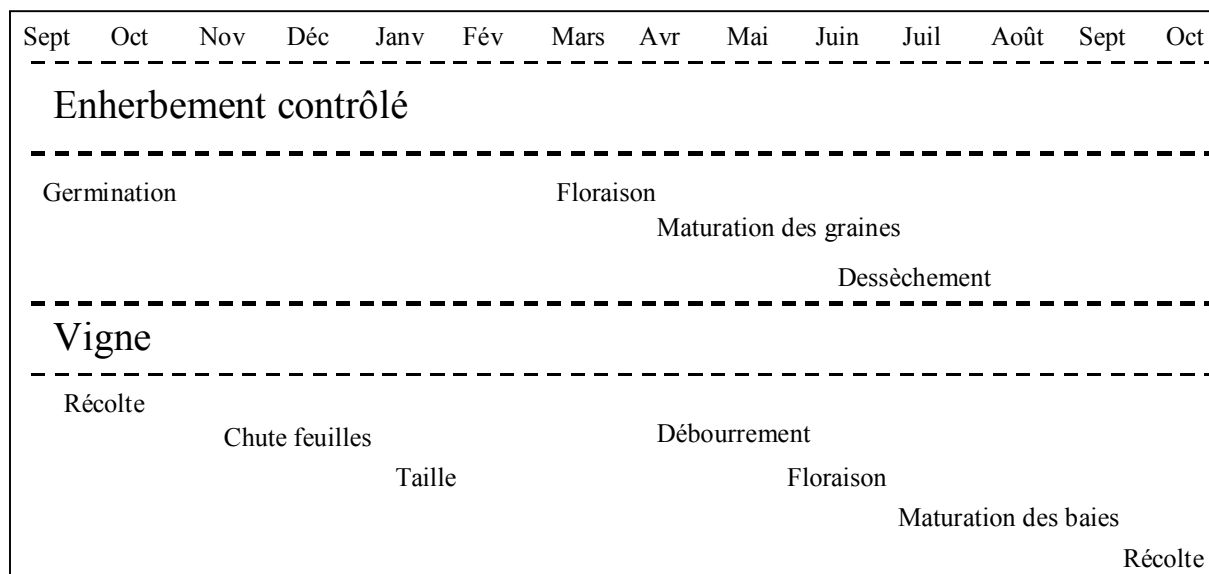 Sept Oct Nov Déc Janv Fév Mars Avr Mai Juin Juil Août Sept Oct
Enherbement contrôlé
Germination Floraison
Maturation des graines
Dessèchement
Vigne
Récolte
Chute feuilles Débourrement
Taille Floraison
Maturation des baies
Récolte